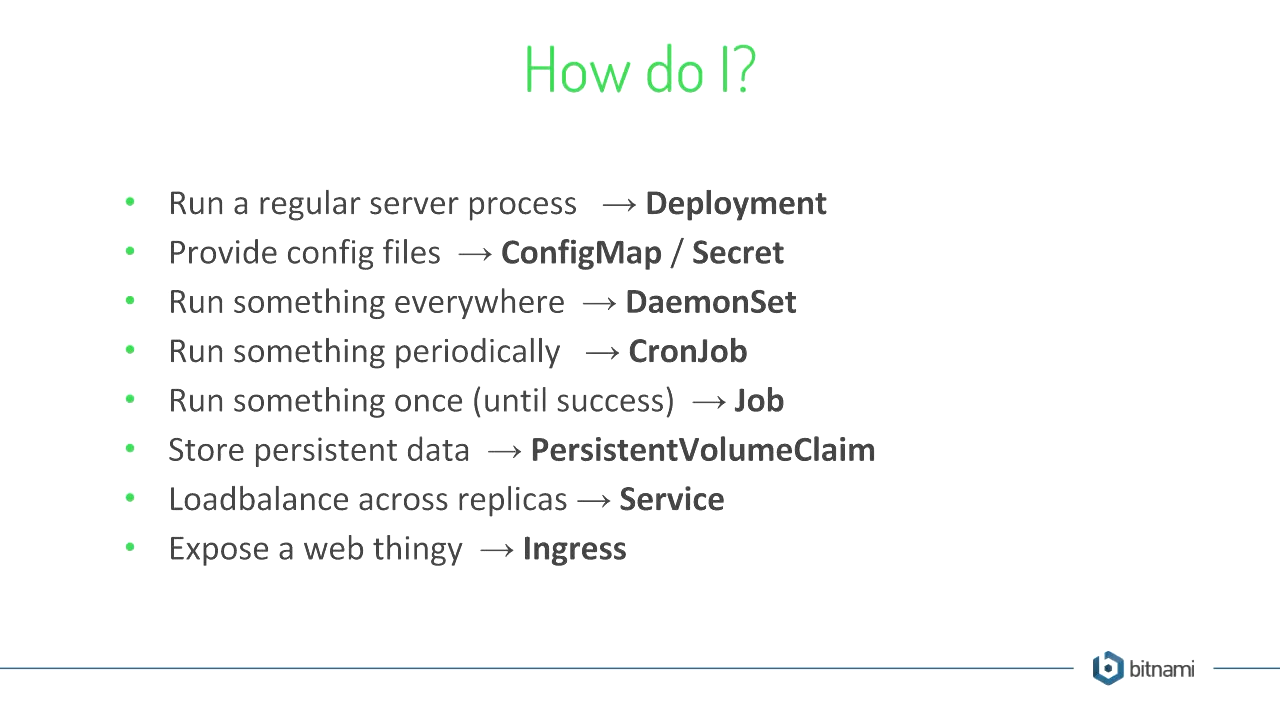 How do I?
• Run a regular server process → Deployment
• Provide config files → ConfigMap / Secret
• Run something everywhere → DaemonSet
• Run something periodically → CronJob
• Run something once (until success) → Job
• Store persistent data → PersistentVolumeClaim
• Loadbalance across replicas → Service
• Expose a web thingy → Ingress
bitnami